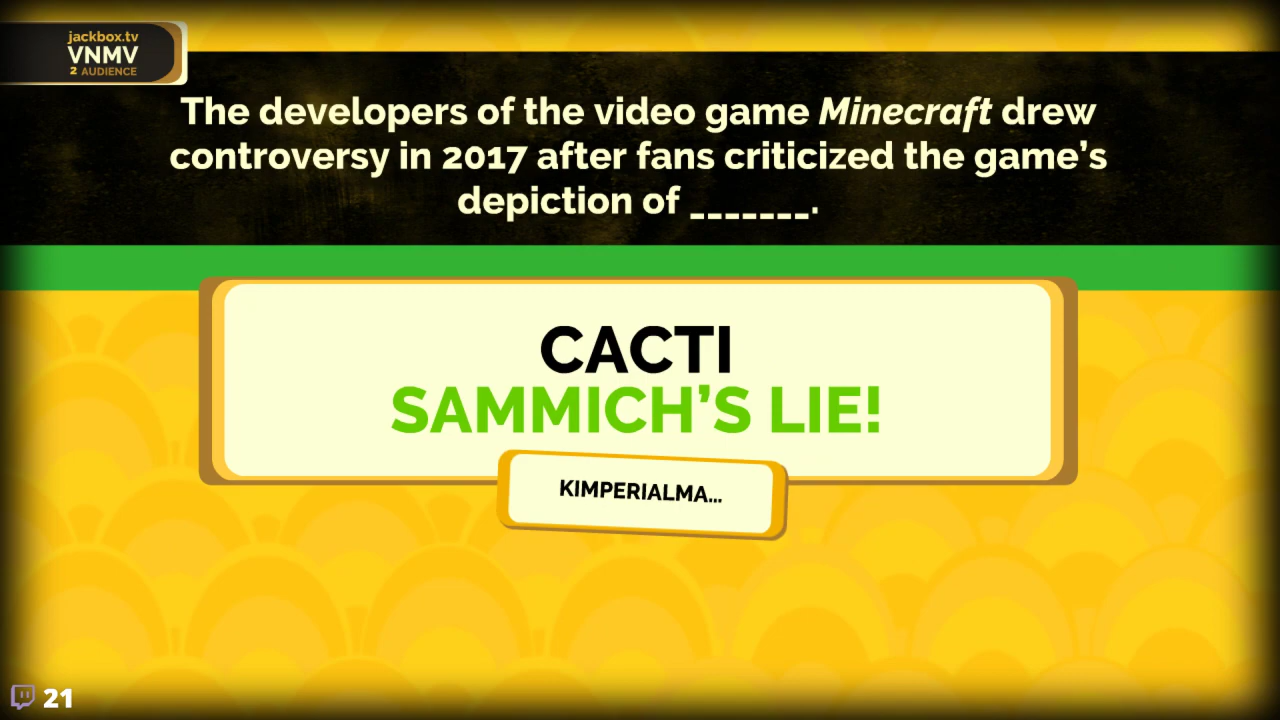 jackbox.tv
VNMV
2 AUDIENCE
The developers of the video game Minecraft drew
controversy in 2017 after fans criticized the game’s
depiction of _______.
CACTI
SAMMICH’S LIE!
KIMPERIALMA…
21